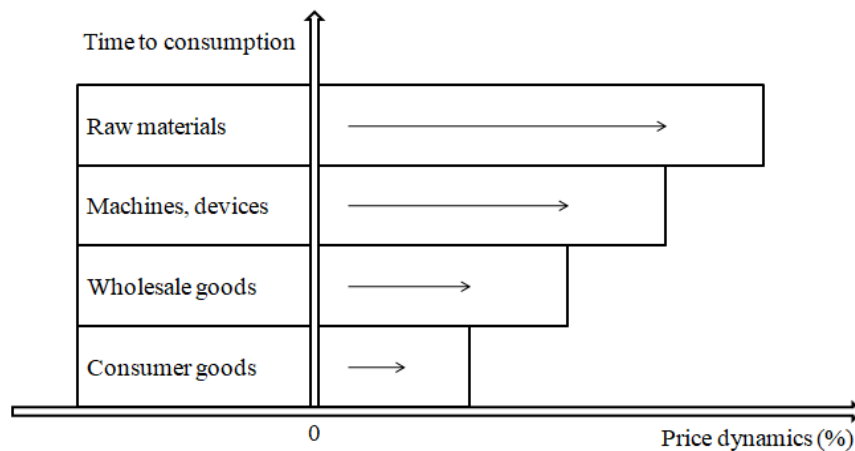 Time to consumption
Raw materials
Machines, devices
Wholesale goods
Consumer goods
0
Price dynamics (%)